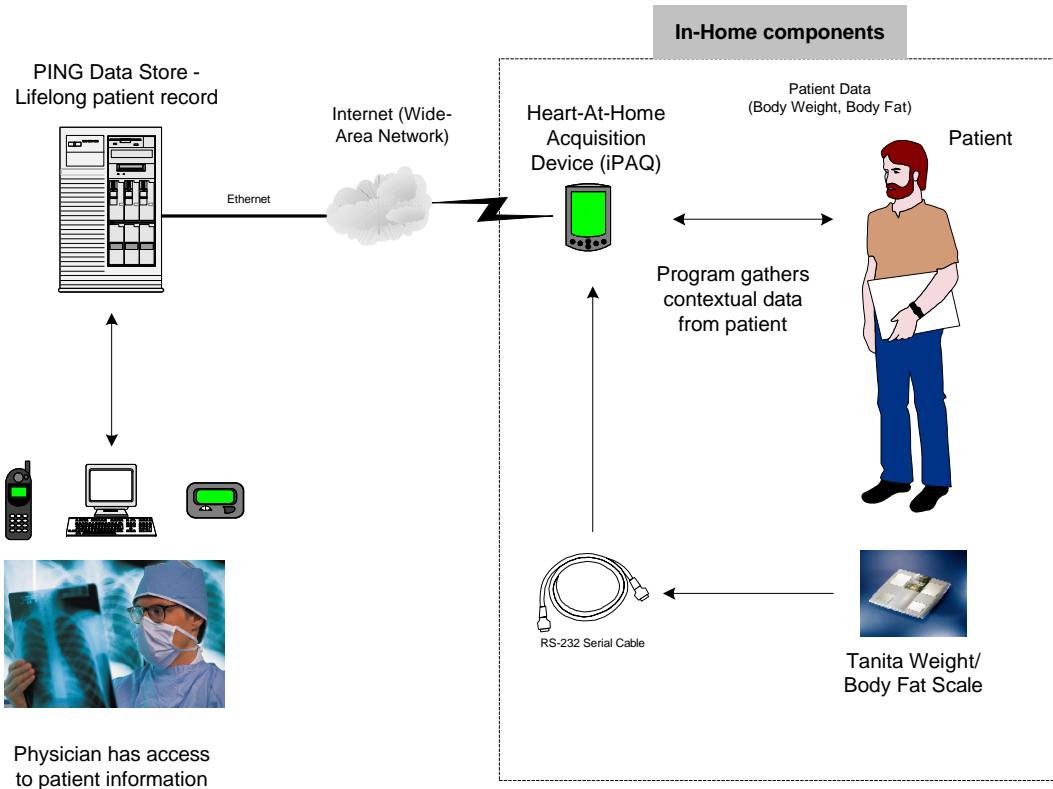 In-Home components
PING Data Store -
Lifelong patient record
Internet (Wide-
Area Network)
Heart-At-Home
Acquisition
Device (iPAQ)
Patient Data
(Body Weight, Body Fat)
Patient
Ethernet
Program gathers
contextual data
from patient
RS-232 Serial Cable
Tanita Weight/
Body Fat Scale
Physician has access
to patient information